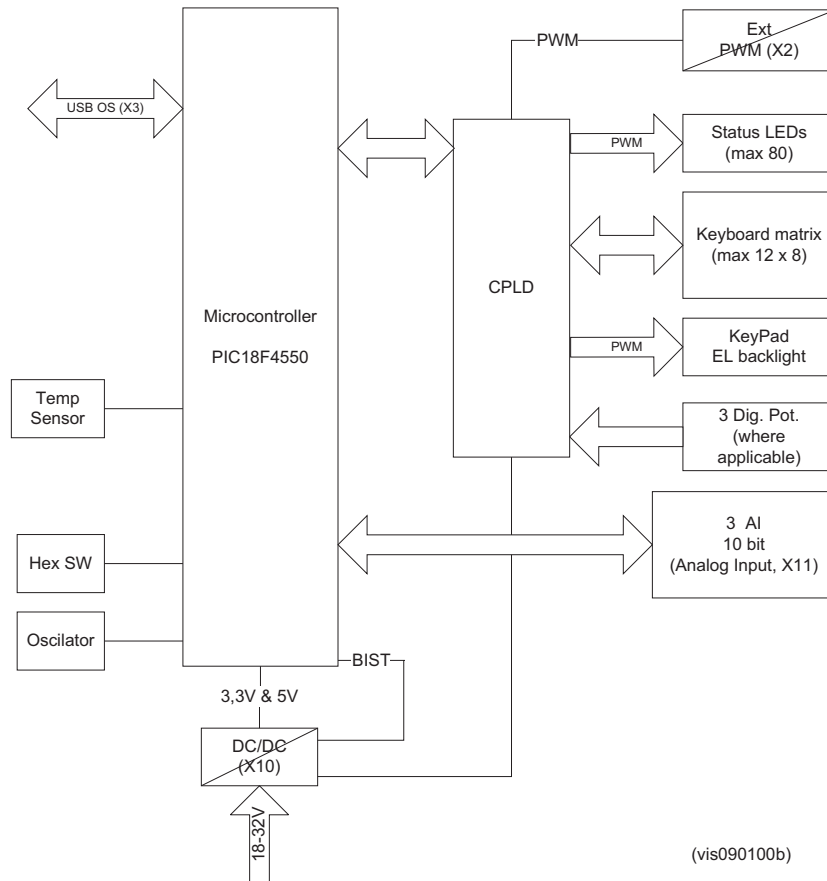 PWM
Ext
PWM (X2)
USB OS (X3)
PWM
Status LEDs
(max 80)
Keyboard matrix
(max 12 x 8)
CPLD
Microcontroller
PIC18F4550
PWM
KeyPad
EL backlight
Temp
Sensor
3 Dig. Pot.
(where
applicable)
3 AI
10 bit
(Analog Input, X11)
Hex SW
Oscilator
BIST
3,3V & 5V
DC/DC
(X10)
18-32V
(vis090100b)